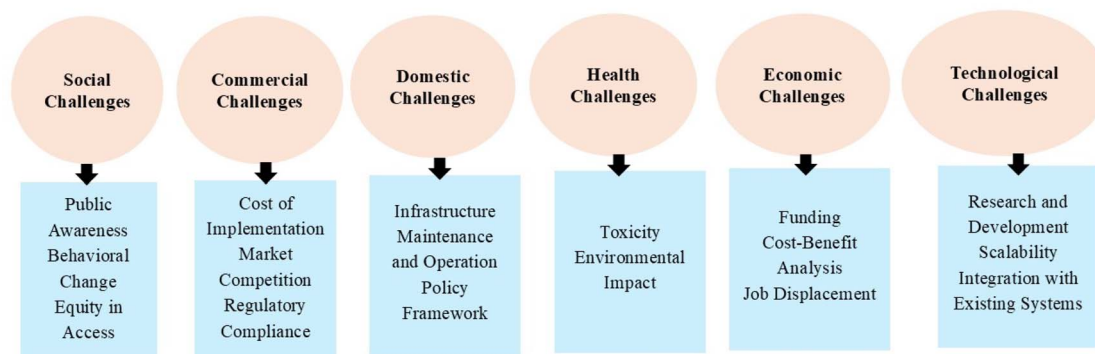 Social
Challenges
Commercial
Challenges
Domestic
Challenges
Health
Challenges
Economic
Challenges
Technological
Challenges
Public
Awareness
Behavioral
Change
Equity in
Access
Cost of
Implementation
Market
Competition
Regulatory
Compliance
Infrastructure
Maintenance
and Operation
Policy
Framework
Toxicity
Environmental
Impact
Funding
Cost-Benefit
Analysis
Job Displacement
Research and
Development
Scalability
Integration with
Existing Systems